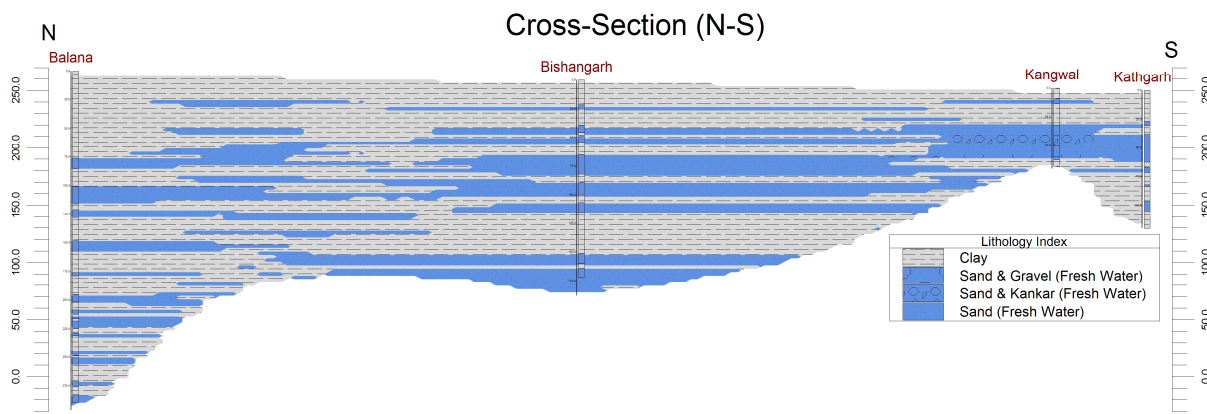 Cross-Section (N-S)
N
S
Balana
Bishangarh
Kangwal
Kathgarh
250.0
200.0
150.0
100.0
50.0
0.0
250.0
200.0
150.0
100.0
50.0
0.0
Lithology Index
Clay
Sand & Gravel (Fresh Water)
Sand & Kankar (Fresh Water)
Sand (Fresh Water)